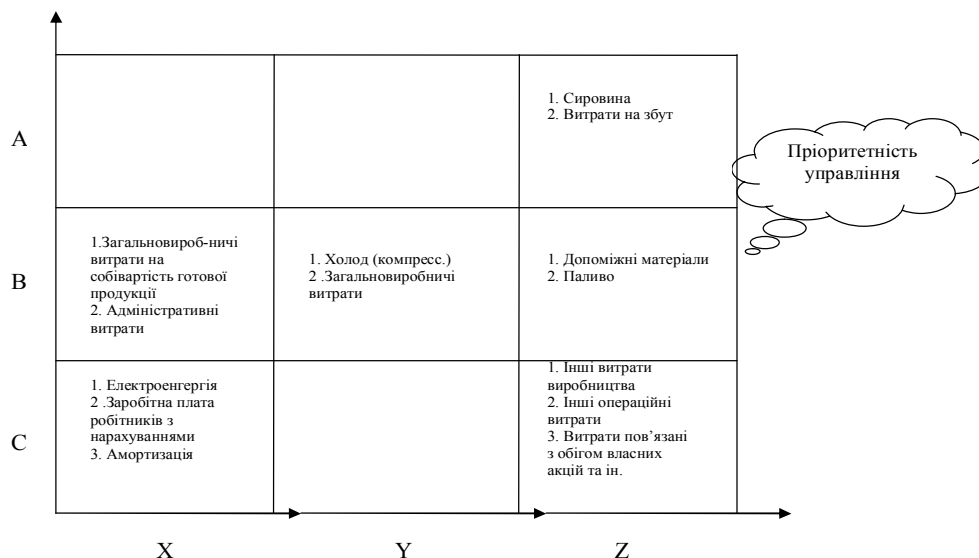 A
1. Сировина
2. Витрати на збут
Пріоритетність
управління
B
1.Загальновироб-ничі
витрати на
собівартість готової
продукції
2. Адміністративні
витрати
1. Холод (компресс.)
2 .Загальновиробничі
витрати
1. Допоміжні матеріали
2. Паливо
C
1. Електроенгергія
2 .Заробітна плата
робітників з
нарахуваннями
3. Амортизація
1. Інші витрати
виробництва
2. Інші операційні
витрати
3. Витрати пов’язані
з обігом власних
акцій та ін.
X
Y
Z